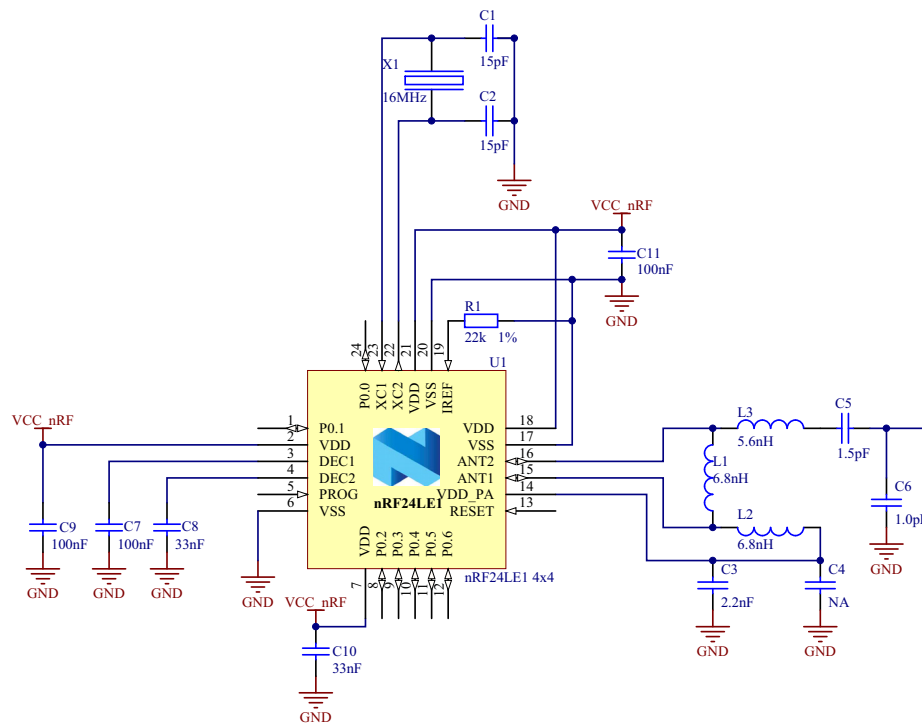 C1
15pF
X1
16MHz
C2
15pF
GND
VCC_nRF
C11
100nF
GND
R1
22k 1%
24
23
22
21
20
19
U1
P0.0
XC1
XC2
VDD
VSS
IREF
VCC_nRF
1
2
3
4
5
6
P0.1
VDD
DEC1
DEC2
PROG
VSS
nRF24LE1
VDD
VSS
ANT2
ANT1
VDD_PA
RESET
18
17
16
15
14
13
L3
5.6nH
C5
1.5pF
L1
6.8nH
C6
1.0p
L2
6.8nH
C9
100nF
C7
100nF
C8
33nF
GND
GND
GND
GND
VDD
P0.2
P0.3
P0.4
P0.5
P0.6
7
8
9
10
11
12
nRF24LE1 4x4
C3
2.2nF
C4
NA
GND
GND
GND
VCC_nRF
C10
33nF
GND